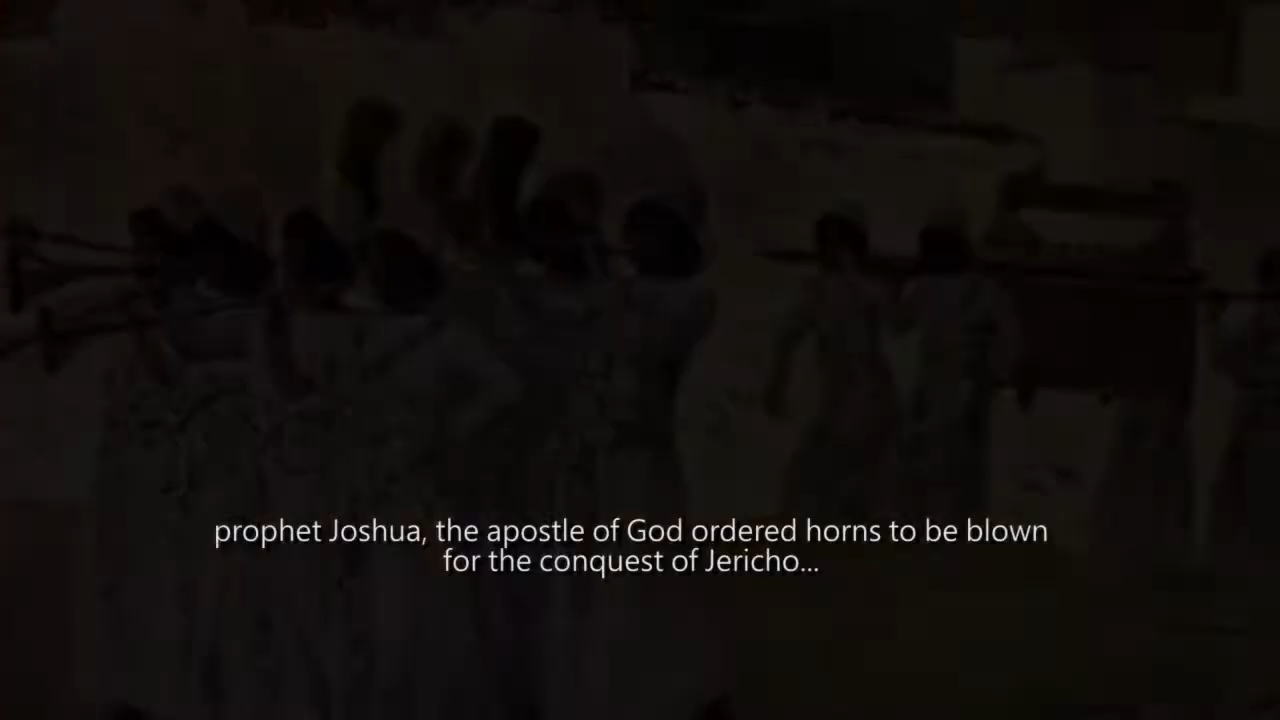 prophet Joshua, the apostle of God ordered horns to be blown
for the conquest of Jericho...